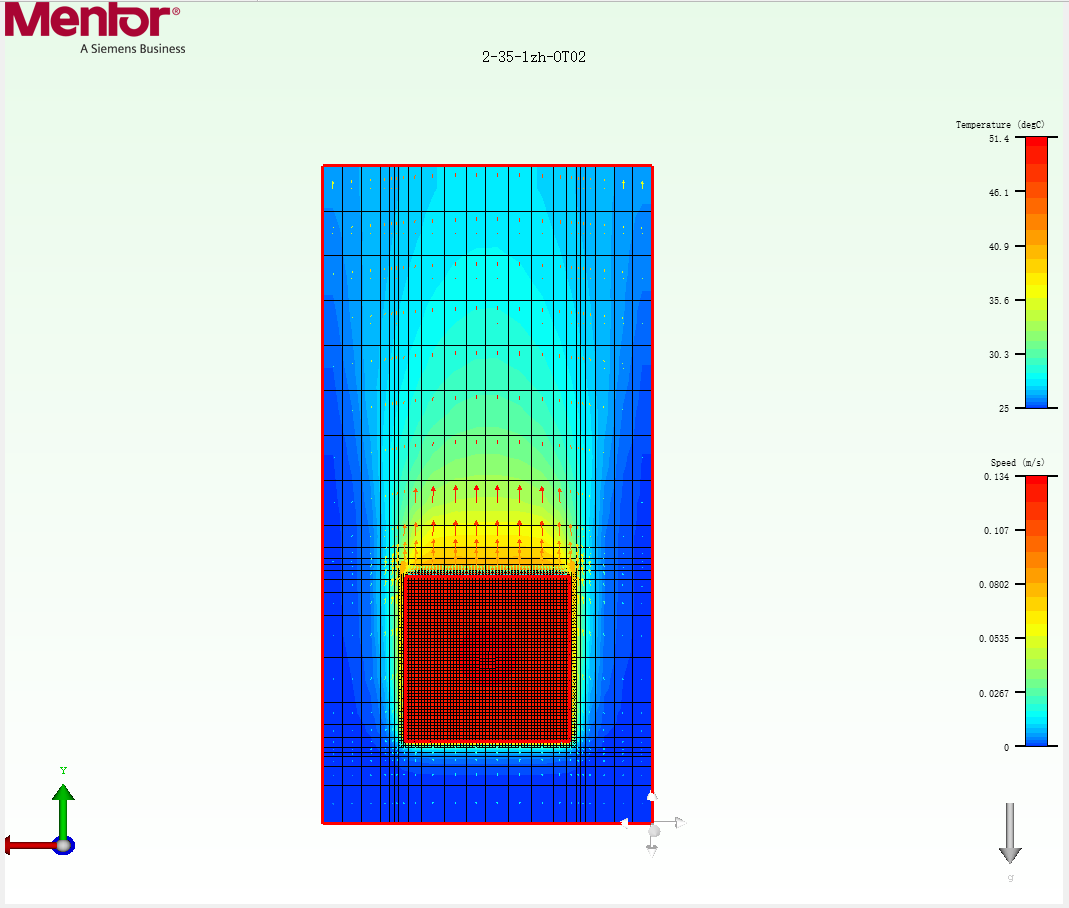 Mentor®
A Siemens Business
2-35-1zh-OT02
Temperature (degC)
51.4
46.1
40.9
35.6
30.3
25
Speed (m/s)
0.134
0.107
0.0802
0.0535
0.0267
0
Y
g